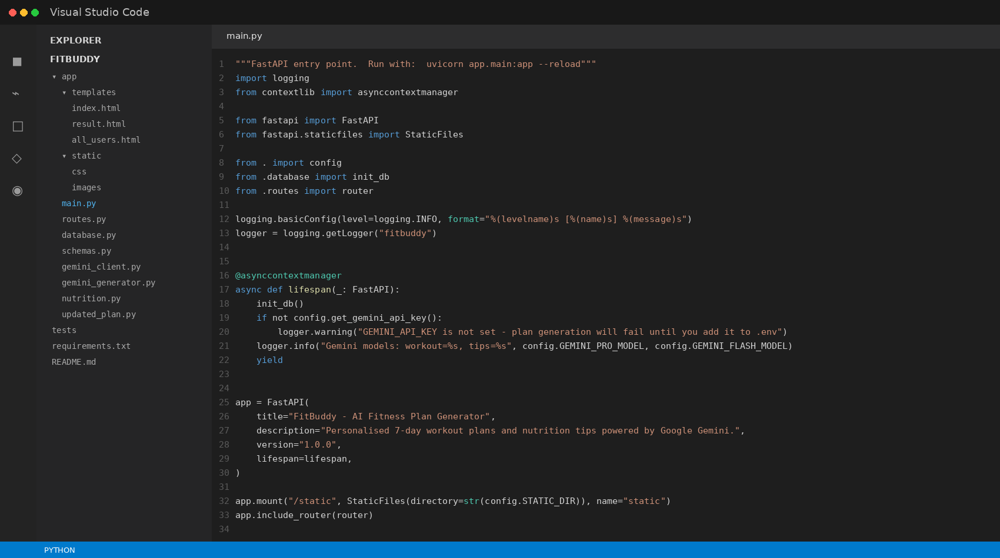 Visual Studio Code
EXPLORER
FITBUDDY
▾ app
▾ templates
index.html
result.html
all_users.html
▾ static
css
images
main.py
routes.py
database.py
schemas.py
gemini_client.py
gemini_generator.py
nutrition.py
updated_plan.py
tests
requirements.txt
README.md
main.py
1 """FastAPI entry point.  Run with:  uvicorn app.main:app --reload"""
2 import logging
3 from contextlib import asynccontextmanager
4
5 from fastapi import FastAPI
6 from fastapi.staticfiles import StaticFiles
7
8 from . import config
9 from .database import init_db
10 from .routes import router
11
12 logging.basicConfig(level=logging.INFO, format="%(levelname)s [%(name)s] %(message)s")
13 logger = logging.getLogger("fitbuddy")
14
15
16 @asynccontextmanager
17 async def lifespan(_: FastAPI):
18     init_db()
19     if not config.get_gemini_api_key():
20         logger.warning("GEMINI_API_KEY is not set - plan generation will fail until you add it to .env")
21     logger.info("Gemini models: workout=%s, tips=%s", config.GEMINI_PRO_MODEL, config.GEMINI_FLASH_MODEL)
22     yield
23
24
25 app = FastAPI(
26     title="FitBuddy - AI Fitness Plan Generator",
27     description="Personalised 7-day workout plans and nutrition tips powered by Google Gemini.",
28     version="1.0.0",
29     lifespan=lifespan,
30 )
31
32 app.mount("/static", StaticFiles(directory=str(config.STATIC_DIR)), name="static")
33 app.include_router(router)
34
PYTHON